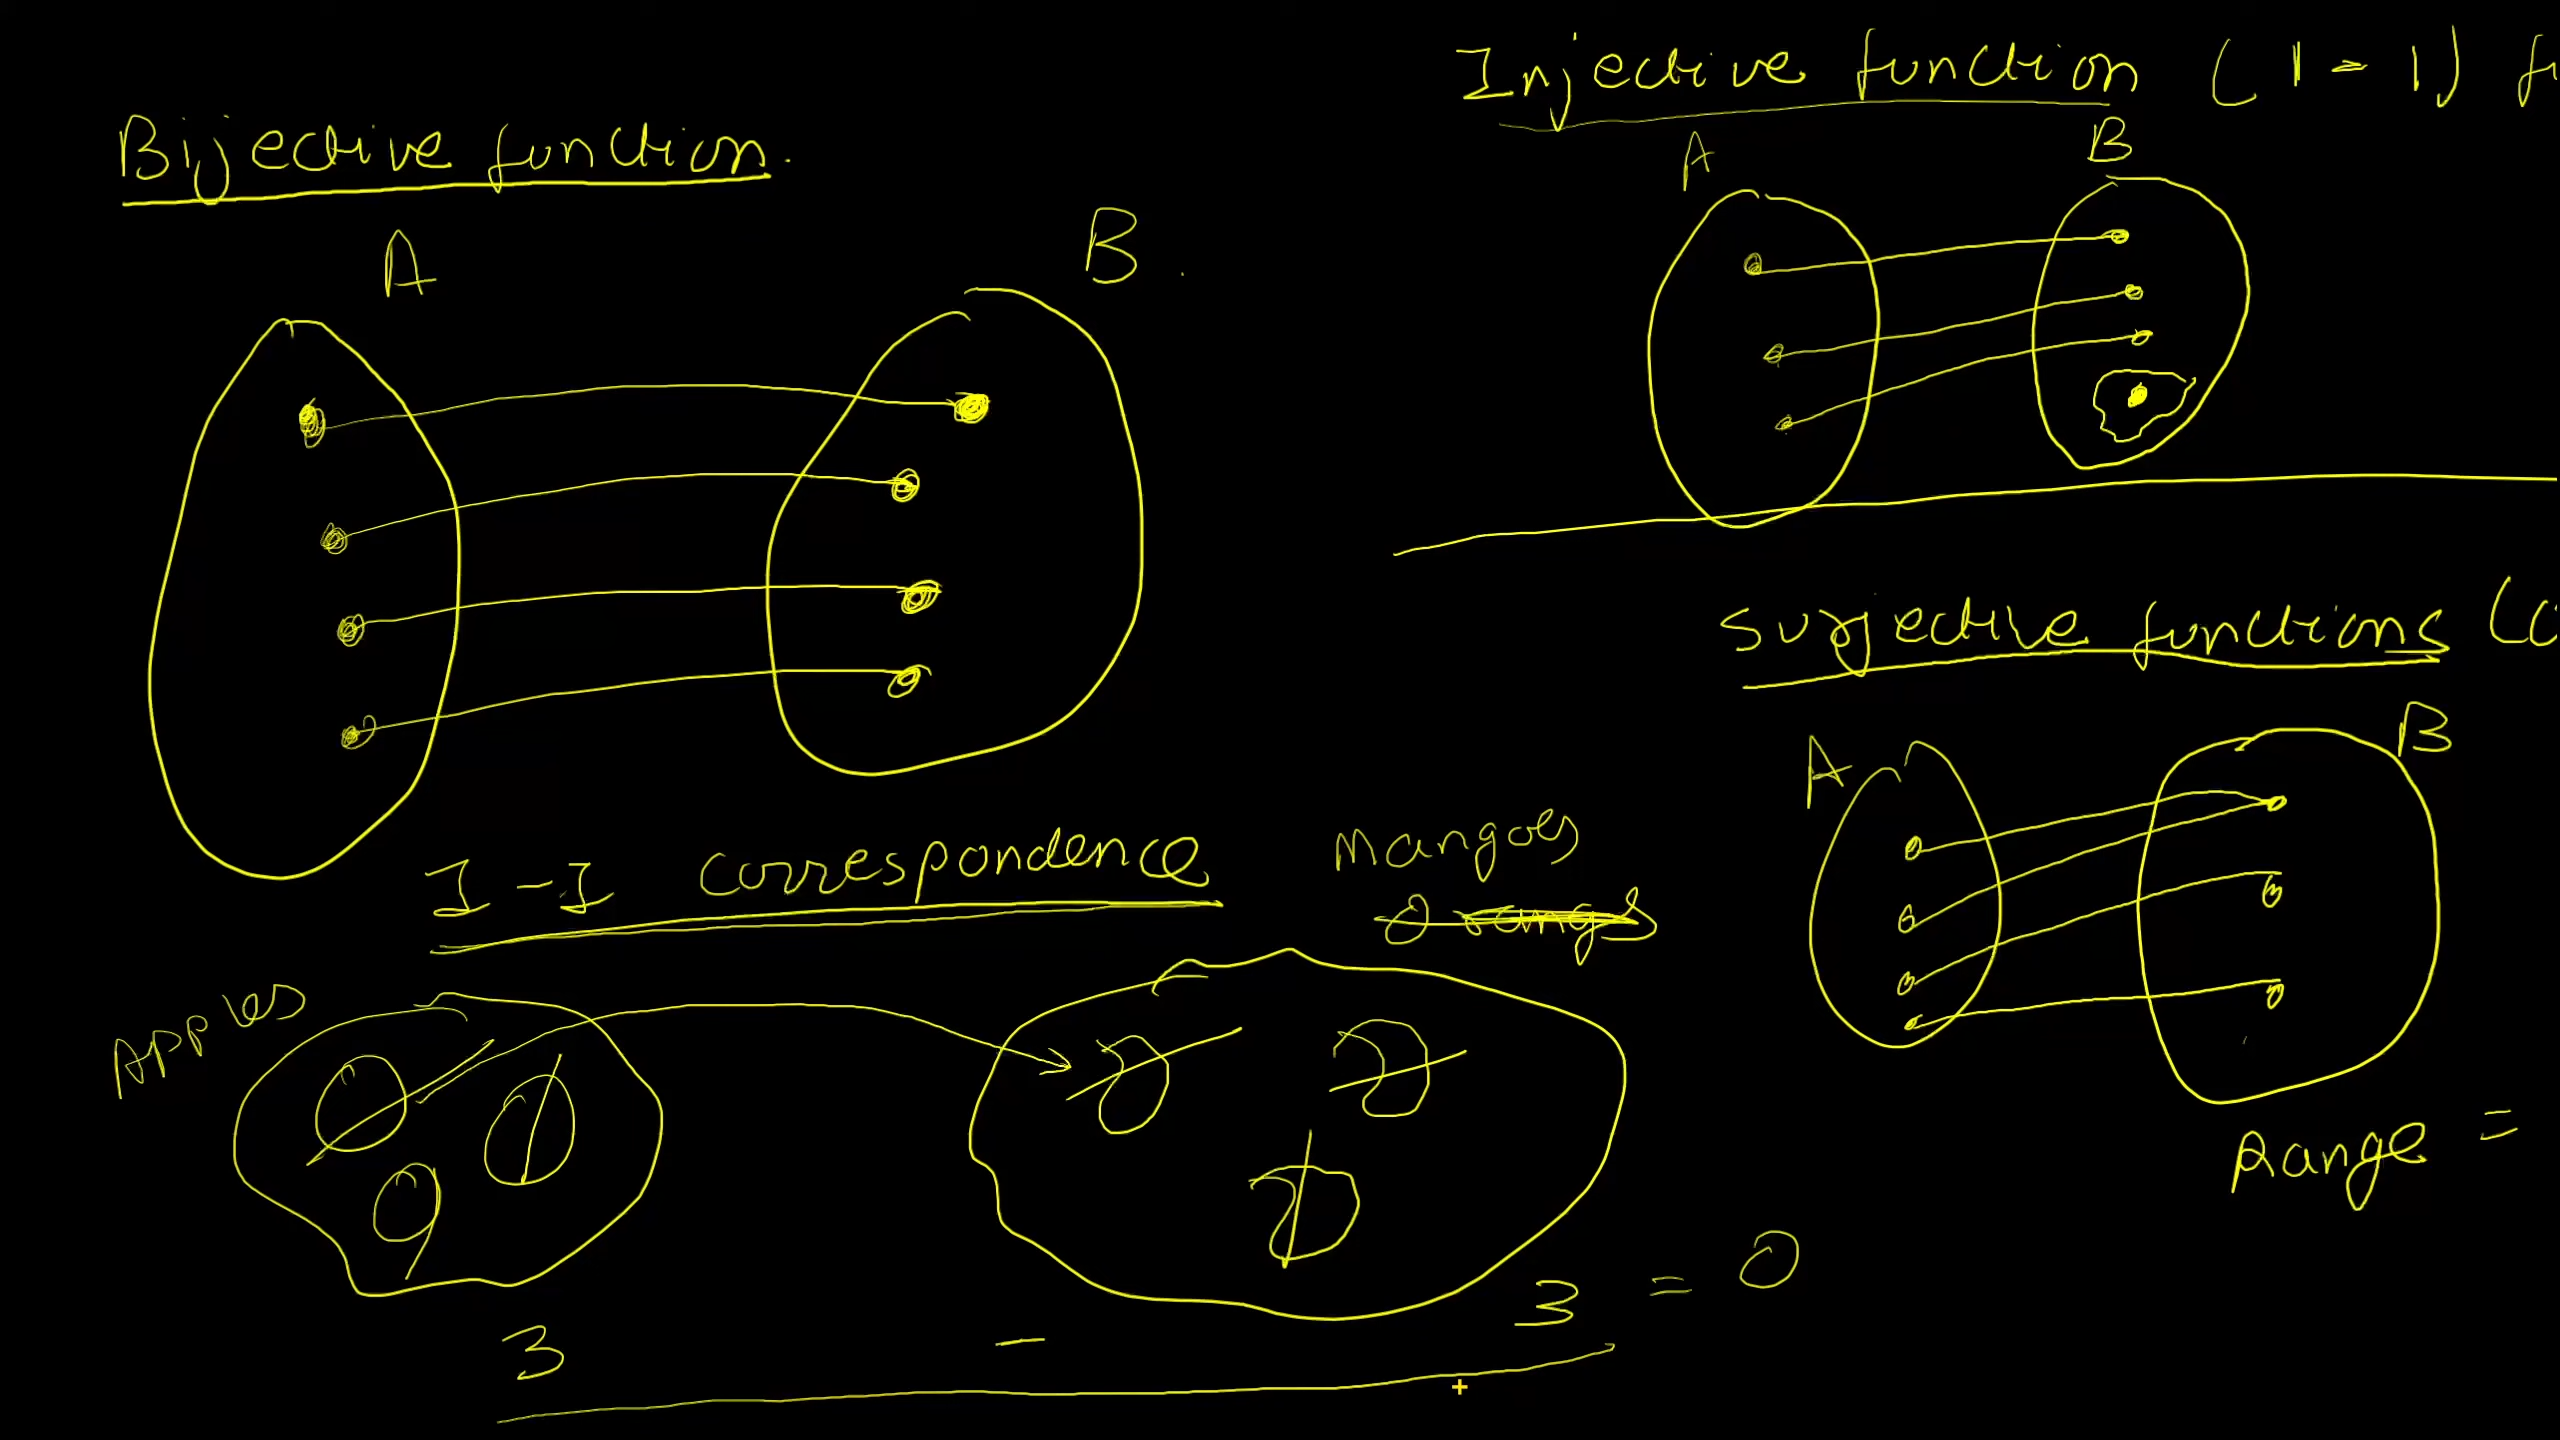 Bijective function.
A
B
1-1 correspondence
Apples
Mangoes
3 - 3 = 0
Injective function (1-1) f
A
B
Surjective functions (
A
B
Range =